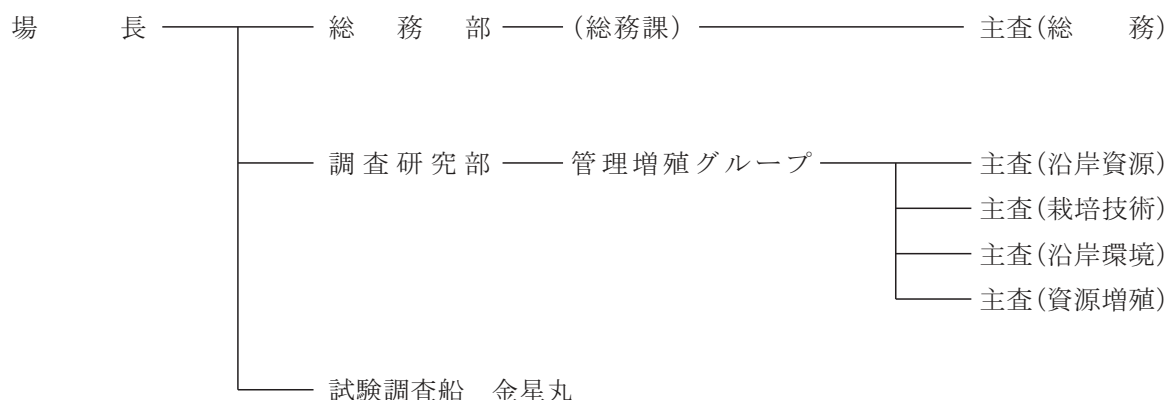 場長 総務部 (総務課) 主査(総務)
調査研究部 管理増殖グループ 主査(沿岸資源)
主査(栽培技術)
主査(沿岸環境)
主査(資源増殖)
試験調査船 金星丸